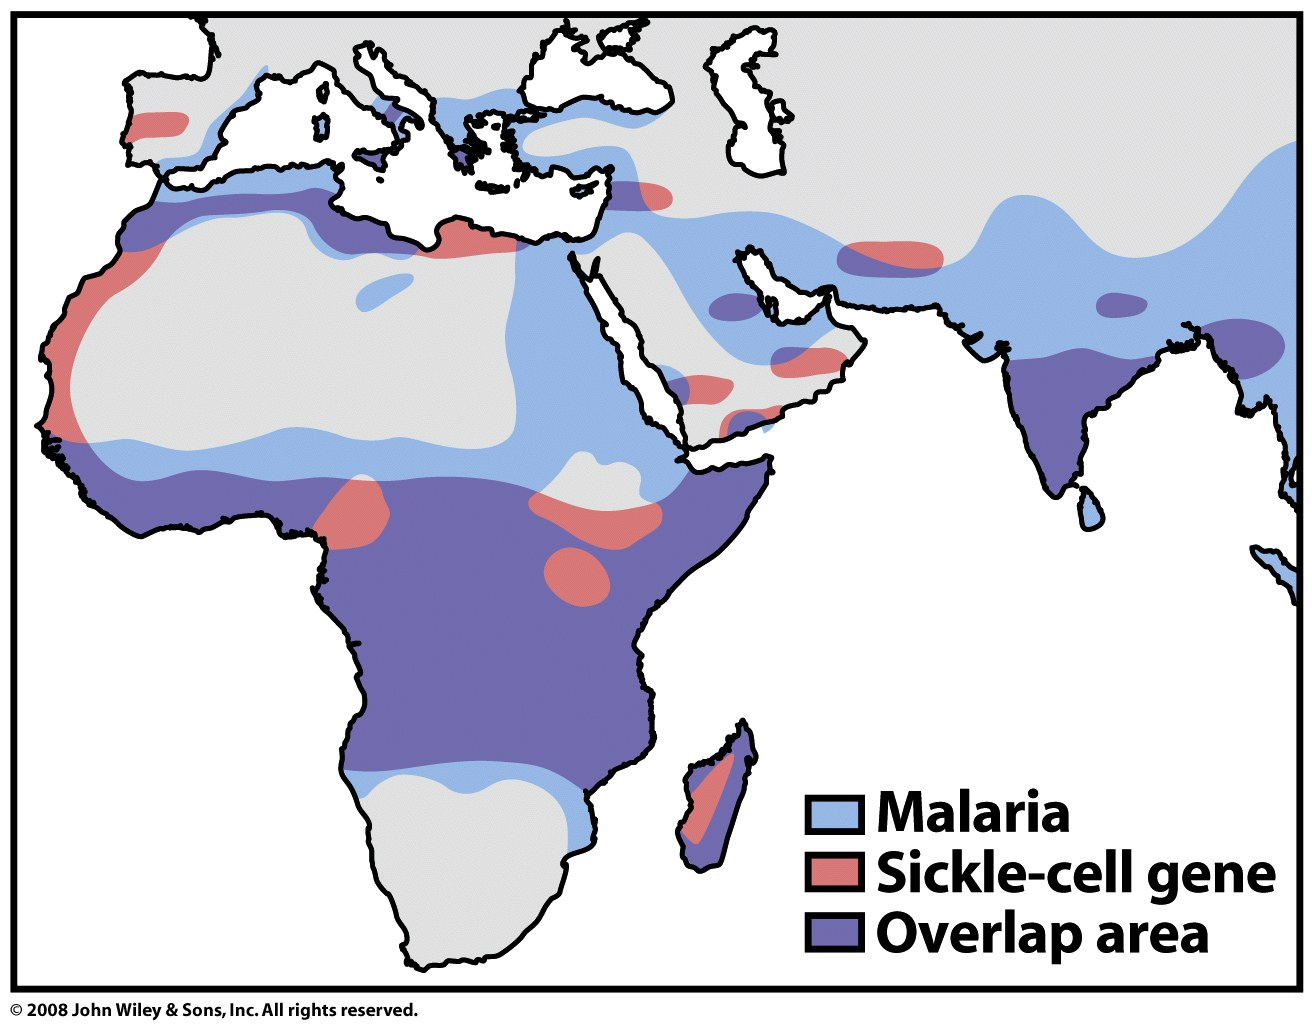 Malaria
Sickle-cell gene
Overlap area
© 2008 John Wiley & Sons, Inc. All rights reserved.